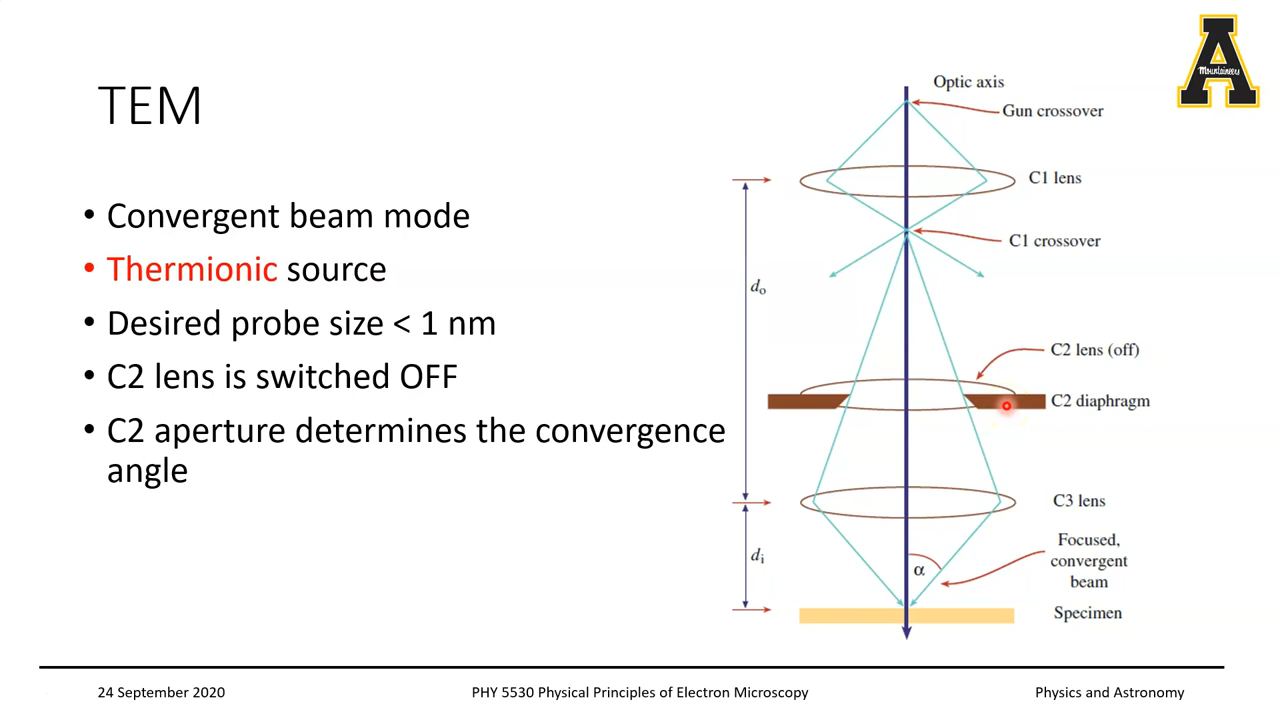 TEM
• Convergent beam mode
• Thermionic source
• Desired probe size < 1 nm
• C2 lens is switched OFF
• C2 aperture determines the convergence
angle
Optic axis
Gun crossover
C1 lens
C1 crossover
dₒ
C2 lens (off)
C2 diaphragm
C3 lens
Focused,
convergent
beam
dᵢ
α
Specimen
A
Mountaineers
24 September 2020
PHY 5530 Physical Principles of Electron Microscopy
Physics and Astronomy